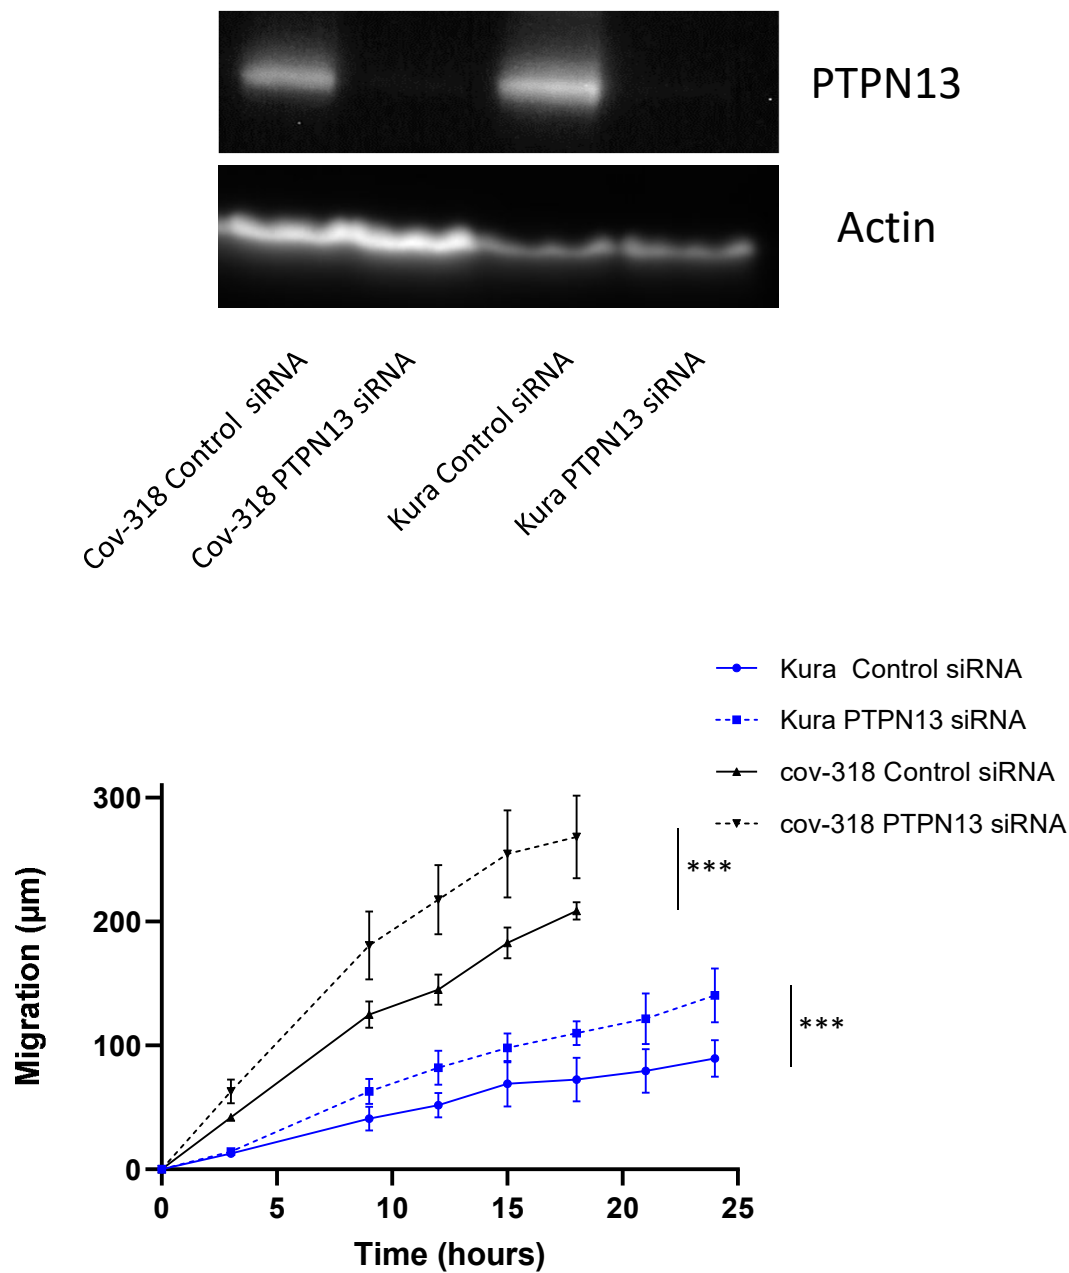 PTPN13
Actin
Cov-318 Control  siRNA
Cov-318 PTPN13 siRNA
Kura Control siRNA
Kura PTPN13 siRNA
Kura  Control siRNA
Kura PTPN13 siRNA
cov-318 Control siRNA
cov-318 PTPN13 siRNA
***
***
Migration (µm)
300
200
100
0
0 5 10 15 20 25
Time (hours)